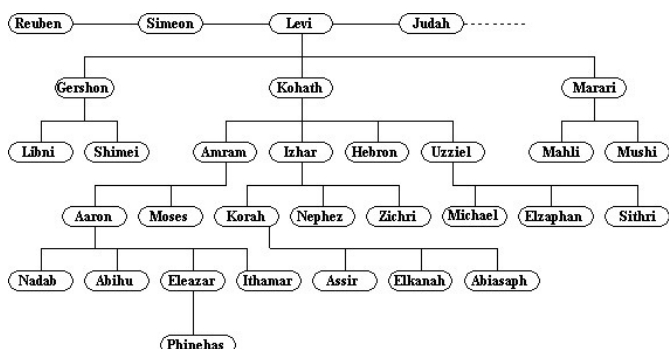 Reuben Simeon Levi Judah
Gershon Kohath Marari
Libni Shimei Amram Izhar Hebron Uzziel Mahli Mushi
Aaron Moses Korah Nephez Zichri Michael Elzaphan Sithri
Nadab Abihu Eleazar Ithamar Assir Elkanah Abiasaph
Phinehas